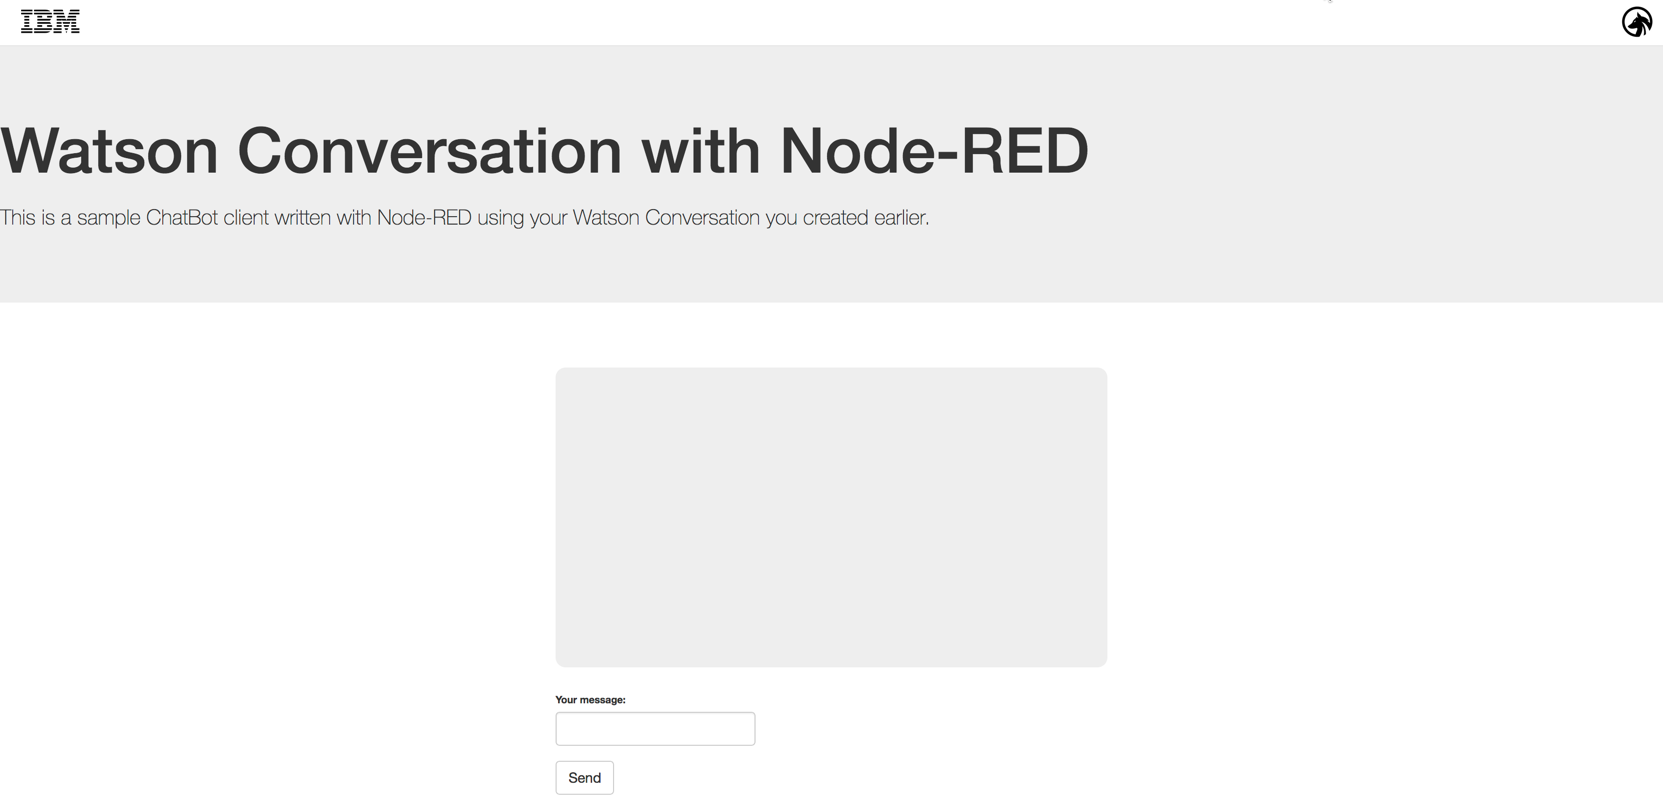 IBM
Watson Conversation with Node-RED
This is a sample ChatBot client written with Node-RED using your Watson Conversation you created earlier.
Your message:
Send